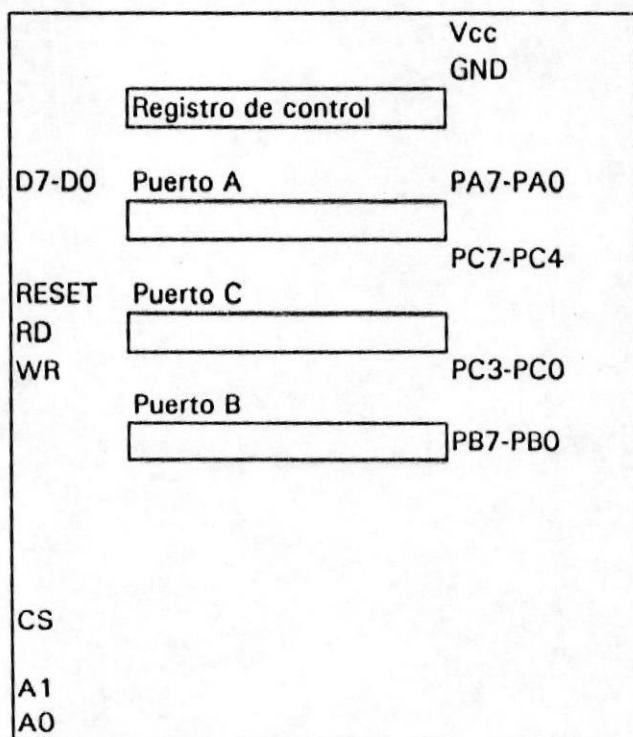 Vcc
GND
Registro de control
D7-D0 Puerto A PA7-PA0
PC7-PC4
RESET Puerto C
RD
WR PC3-PC0
Puerto B
PB7-PB0
CS
A1
A0